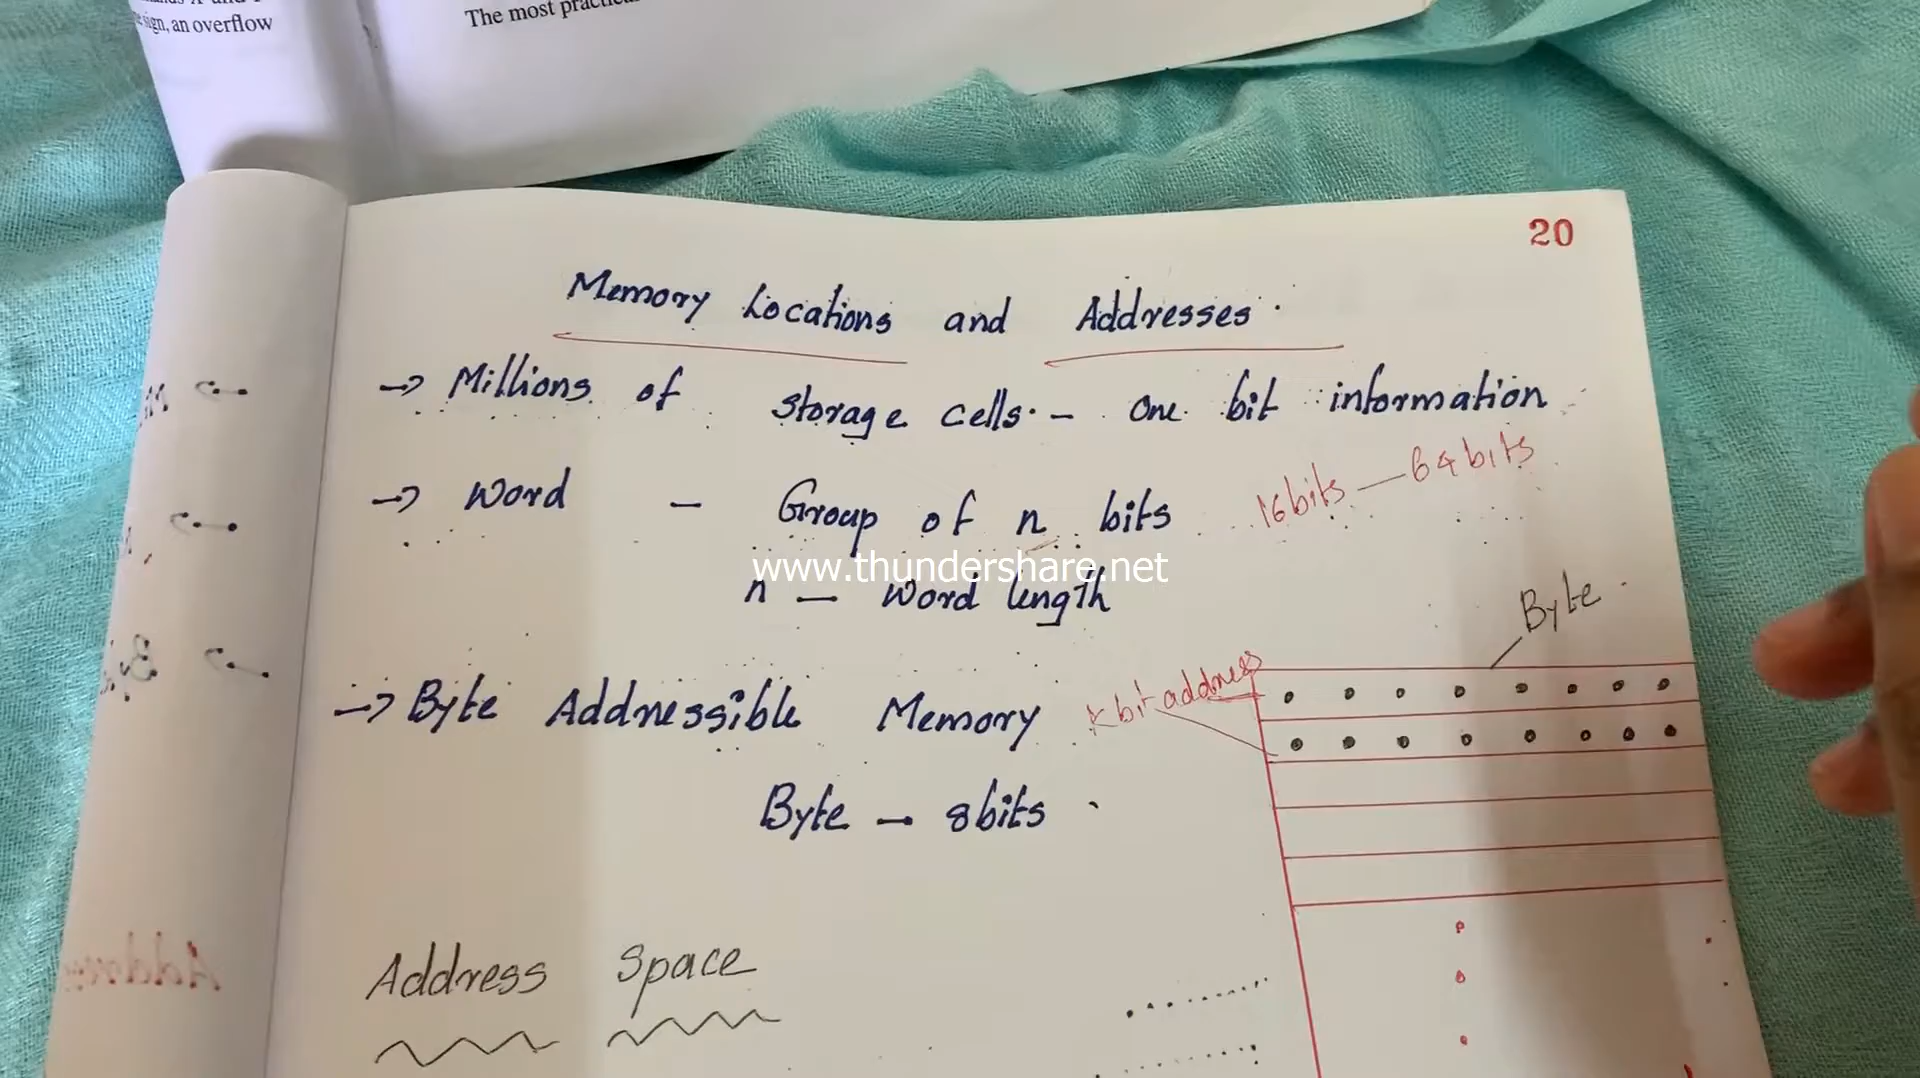 sign, an overflow
The most
20
Memory Locations and Addresses.
→ Millions of storage cells. - one bit information
→ Word - Group of n bits 16bits - 64bits
www.thundershare.net
n - Word length
Byte
→ Byte Addressible Memory k bit address
Byte - 8bits
Address Space